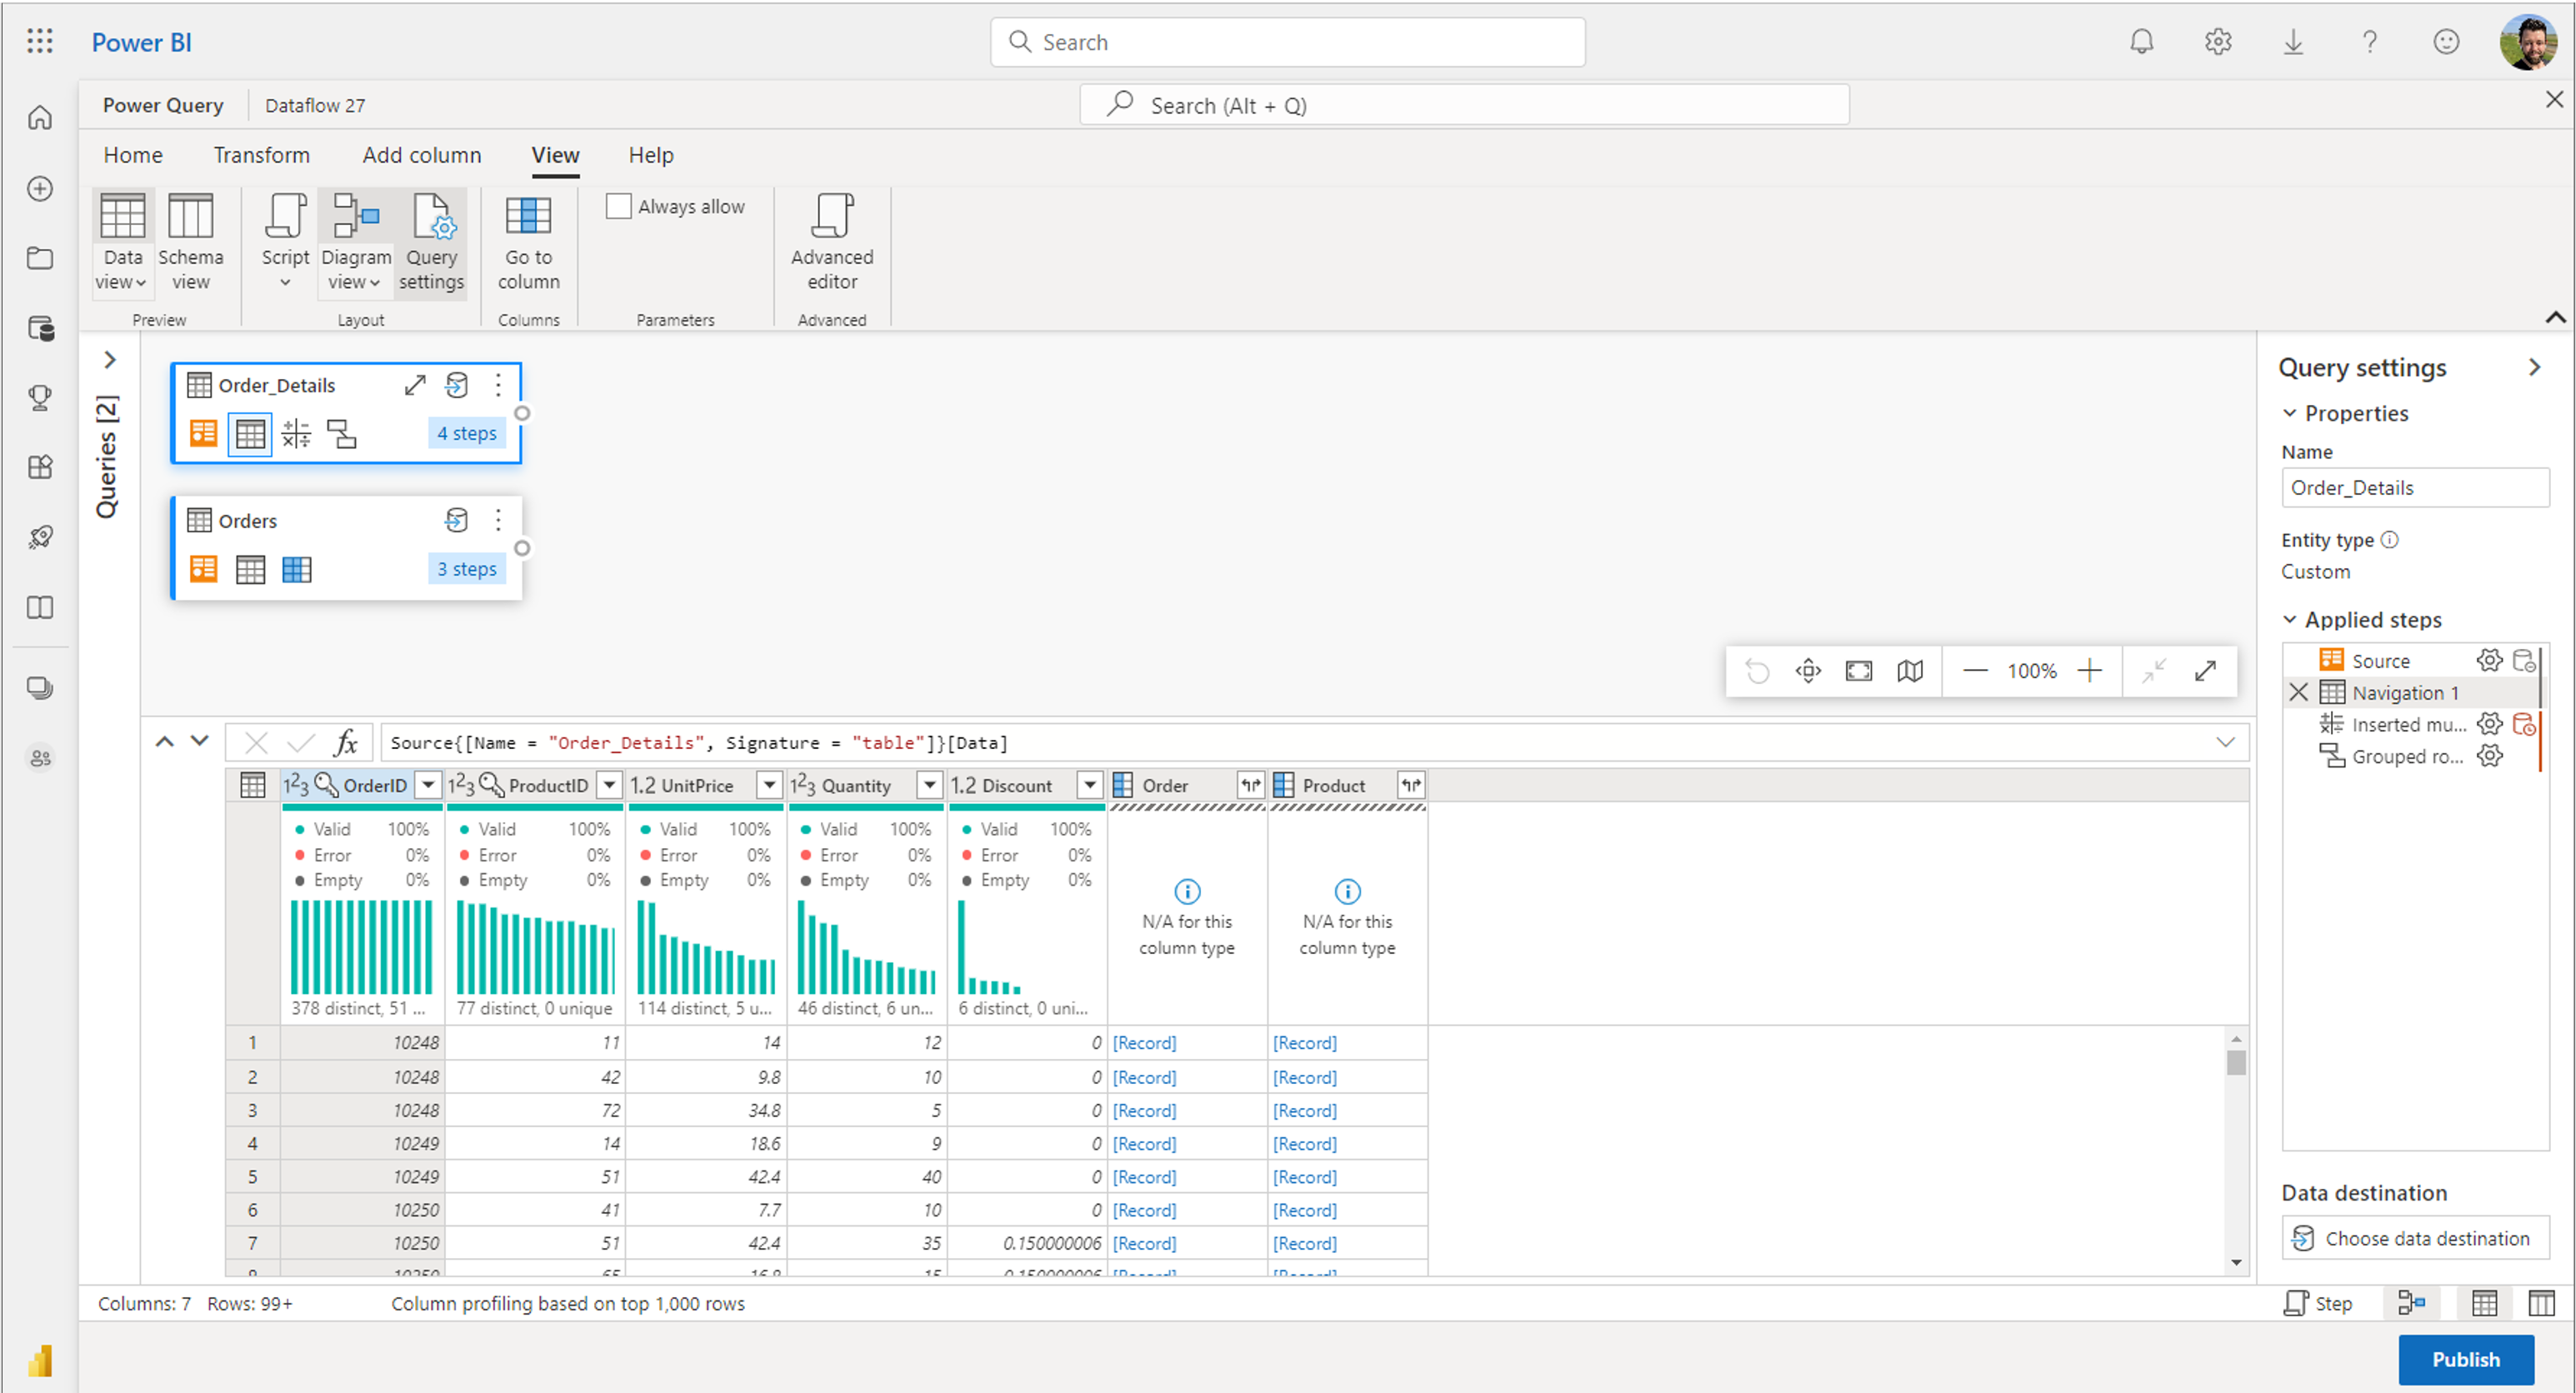 Power BI
Search
Power Query
Dataflow 27
Search (Alt + Q)
Home Transform Add column View Help
Data view
Schema view
Script
Diagram view
Query settings
Go to column
Always allow
Advanced editor
Preview
Layout
Columns
Parameters
Advanced
Queries [2]
Order_Details
4 steps
Orders
3 steps
100%
Query settings
Properties
Name
Order_Details
Entity type
Custom
Applied steps
Source
Navigation 1
Inserted mu...
Grouped ro...
Data destination
Choose data destination
fx Source{[Name = "Order_Details", Signature = "table"]}[Data]
1²3 OrderID 1²3 ProductID 1.2 UnitPrice 1²3 Quantity 1.2 Discount Order Product
Valid 100% Valid 100% Valid 100% Valid 100% Valid 100%
Error 0% Error 0% Error 0% Error 0% Error 0%
Empty 0% Empty 0% Empty 0% Empty 0% Empty 0%
N/A for this column type
N/A for this column type
378 distinct, 51 ... 77 distinct, 0 unique 114 distinct, 5 u... 46 distinct, 6 un... 6 distinct, 0 uni...
1 10248 11 14 12 0 [Record] [Record]
2 10248 42 9.8 10 0 [Record] [Record]
3 10248 72 34.8 5 0 [Record] [Record]
4 10249 14 18.6 9 0 [Record] [Record]
5 10249 51 42.4 40 0 [Record] [Record]
6 10250 41 7.7 10 0 [Record] [Record]
7 10250 51 42.4 35 0.150000006 [Record] [Record]
Columns: 7 Rows: 99+ Column profiling based on top 1,000 rows
Step
Publish